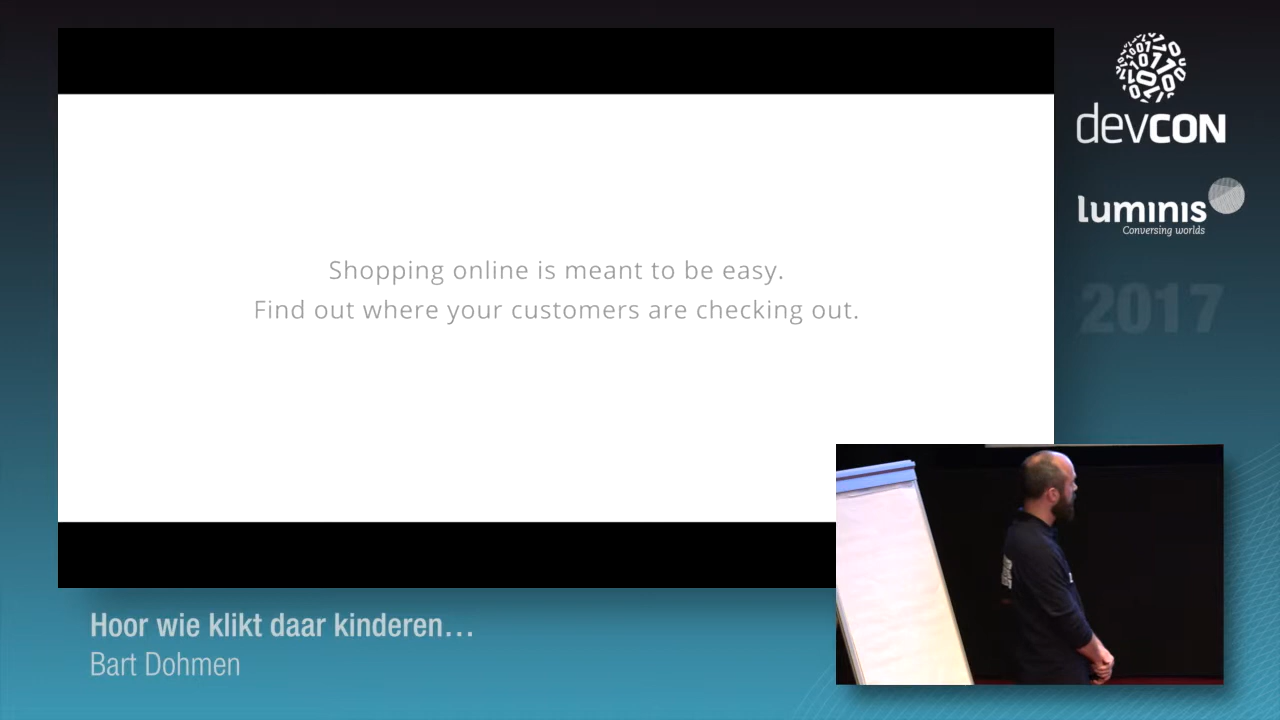 Shopping online is meant to be easy.
Find out where your customers are checking out.
devCON
luminis
Conversing worlds
2017
Hoor wie klikt daar kinderen...
Bart Dohmen